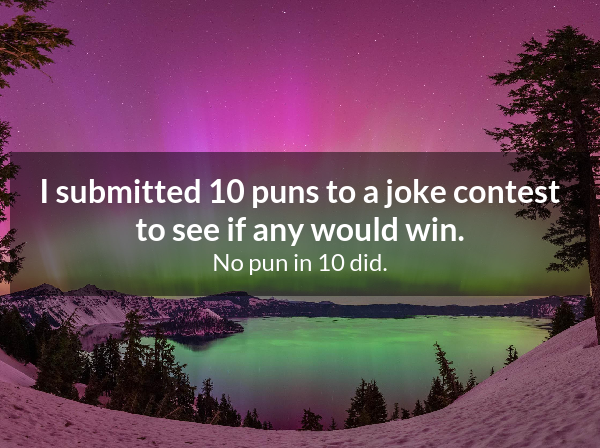 I submitted 10 puns to a joke contest
to see if any would win.
No pun in 10 did.